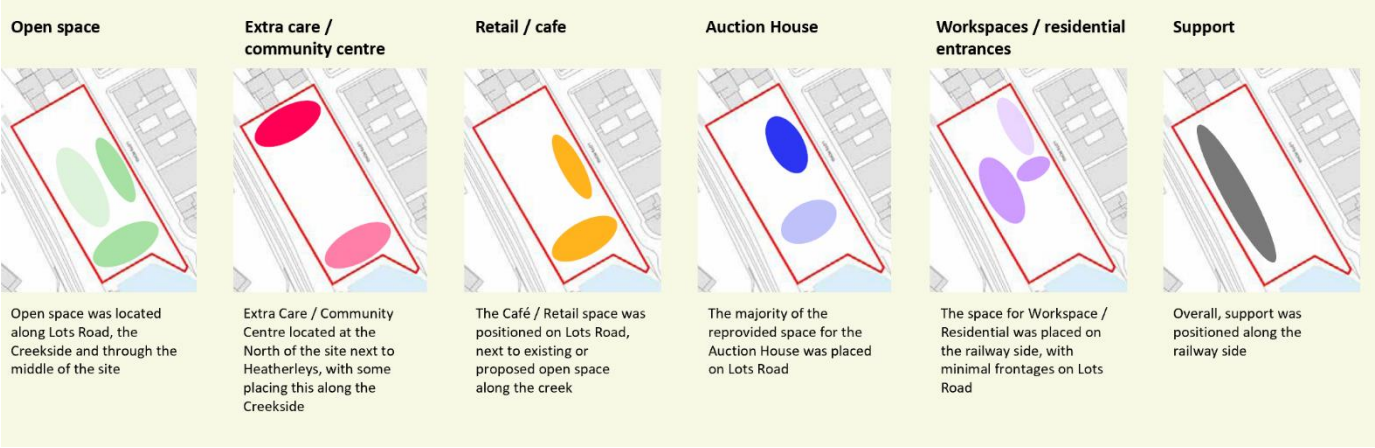 Open space
Extra care /
community centre
Retail / cafe
Auction House
Workspaces / residential
entrances
Support
Open space was located
along Lots Road, the
Creekside and through the
middle of the site
Extra Care / Community
Centre located at the
North of the site next to
Heatherleys, with some
placing this along the
Creekside
The Café / Retail space was
positioned on Lots Road,
next to existing or
proposed open space
along the creek
The majority of the
reprovided space for the
Auction House was placed
on Lots Road
The space for Workspace /
Residential was placed on
the railway side, with
minimal frontages on Lots
Road
Overall, support was
positioned along the
railway side